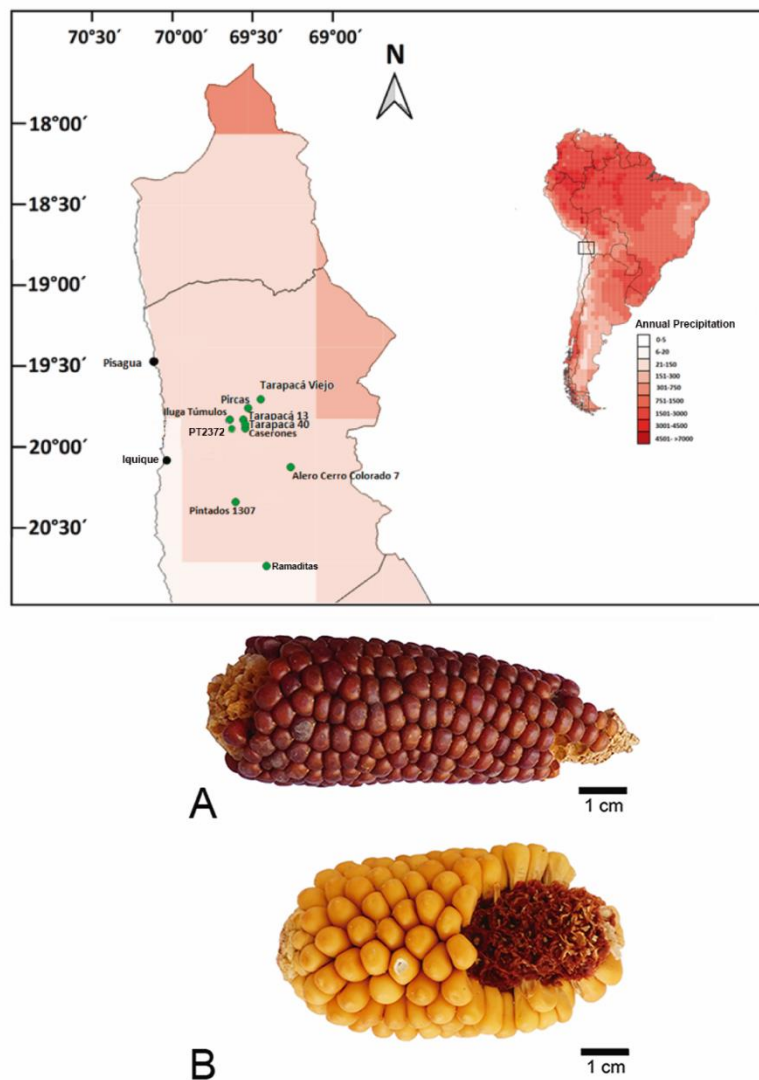 70°30′ 70°00′ 69°30′ 69°00′
N
18°00′
18°30′
19°00′
19°30′
20°00′
20°30′
Pisagua
Iquique
Tarapacá Viejo
Pircas
Iluga Túmulos
Tarapacá 13
Tarapacá 40
PT2372
Caserones
Alero Cerro Colorado 7
Pintados 1307
Ramaditas
Annual Precipitation
0-5
6-20
21-150
151-300
301-750
751-1500
1501-3000
3001-4500
4501- >7000
A
1 cm
B
1 cm